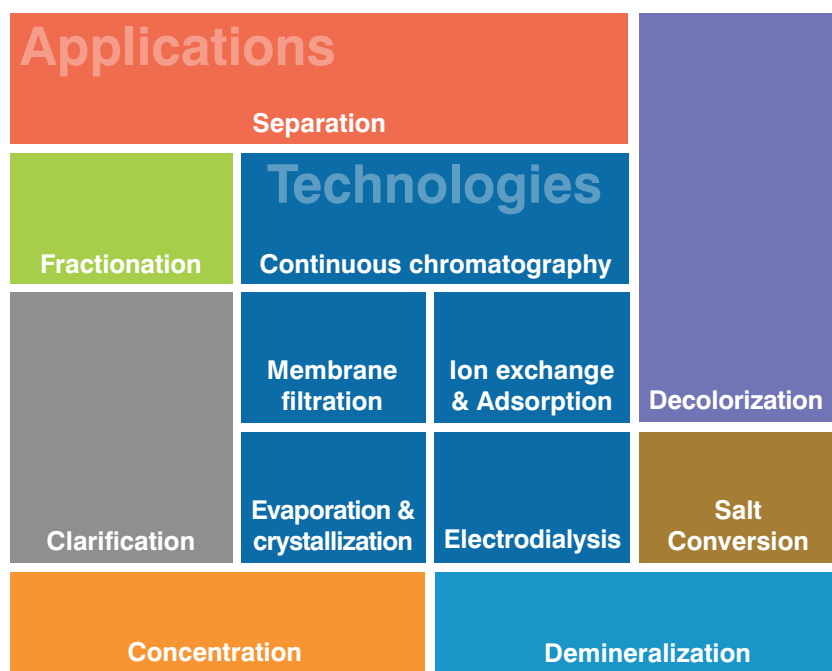 Applications
Separation
Technologies
Fractionation
Continuous chromatography
Membrane
filtration
Ion exchange
& Adsorption
Decolorization
Clarification
Evaporation &
crystallization
Electrodialysis
Salt
Conversion
Concentration
Demineralization